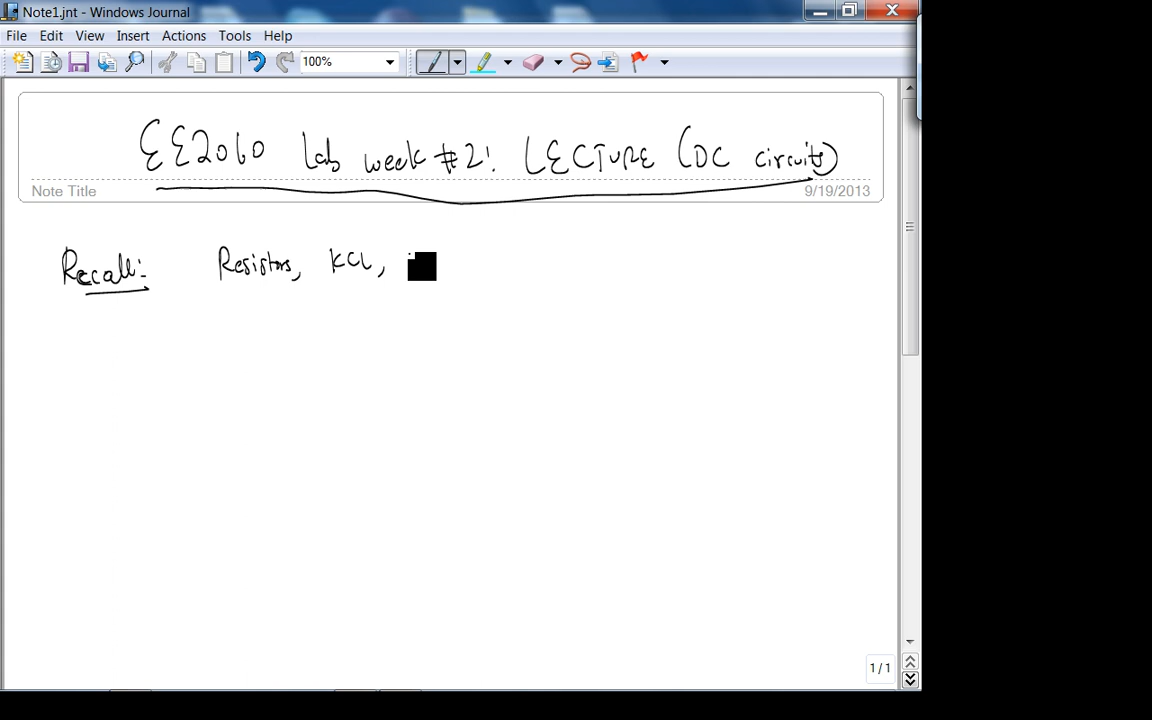 Note1.jnt - Windows Journal
File Edit View Insert Actions Tools Help
100%
EE2060 Lab week #2: LECTURE (DC circuits)
Note Title 9/19/2013
Recall: Resistors, KCL,
1 / 1